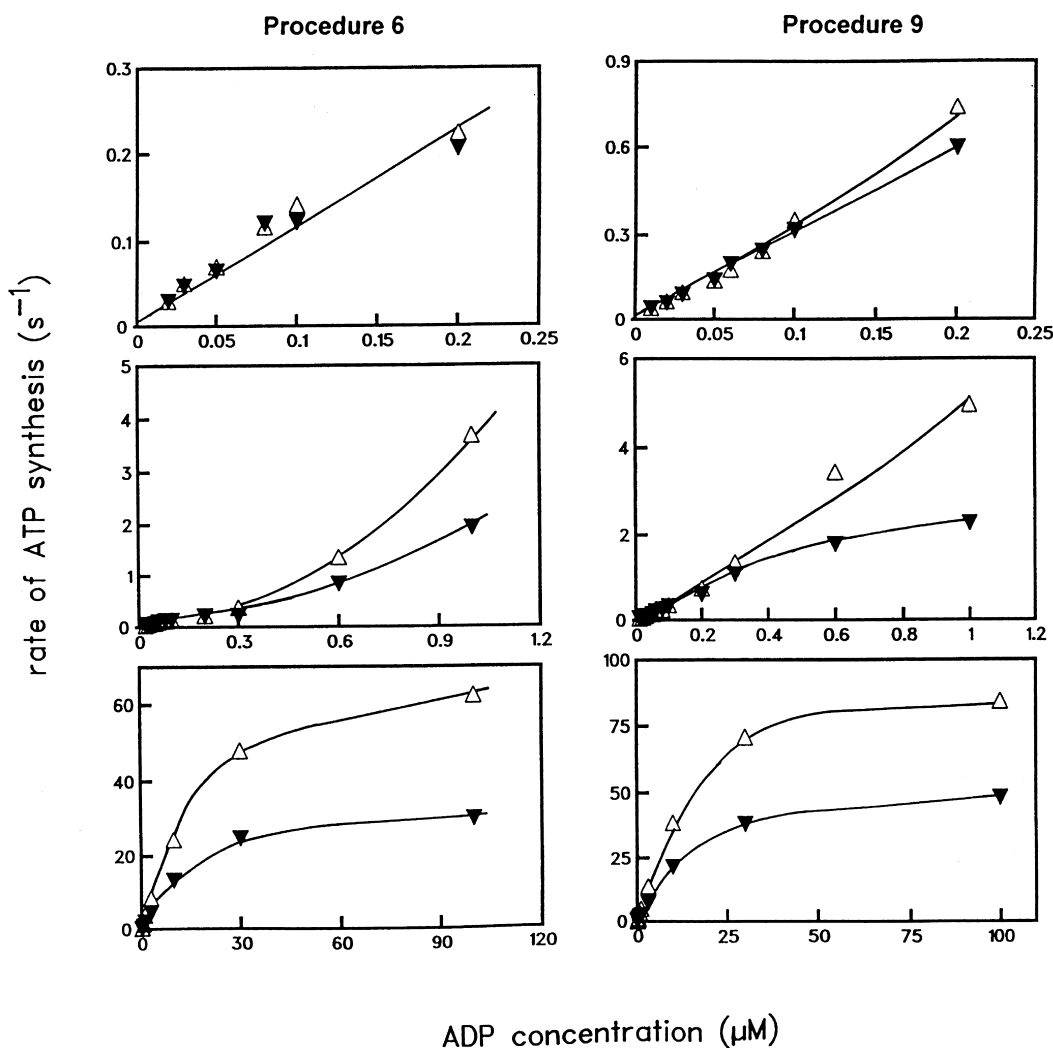 Procedure 6
Procedure 9
rate of ATP synthesis (s⁻¹)
0.3
0.2
0.1
0
0 0.05 0.1 0.15 0.2 0.25
0.9
0.6
0.3
0
0 0.05 0.1 0.15 0.2 0.25
5
4
3
2
1
0
0 0.3 0.6 0.9 1.2
6
4
2
0
0 0.2 0.4 0.6 0.8 1 1.2
60
40
20
0
0 30 60 90 120
100
75
50
25
0
0 25 50 75 100
ADP concentration (μM)